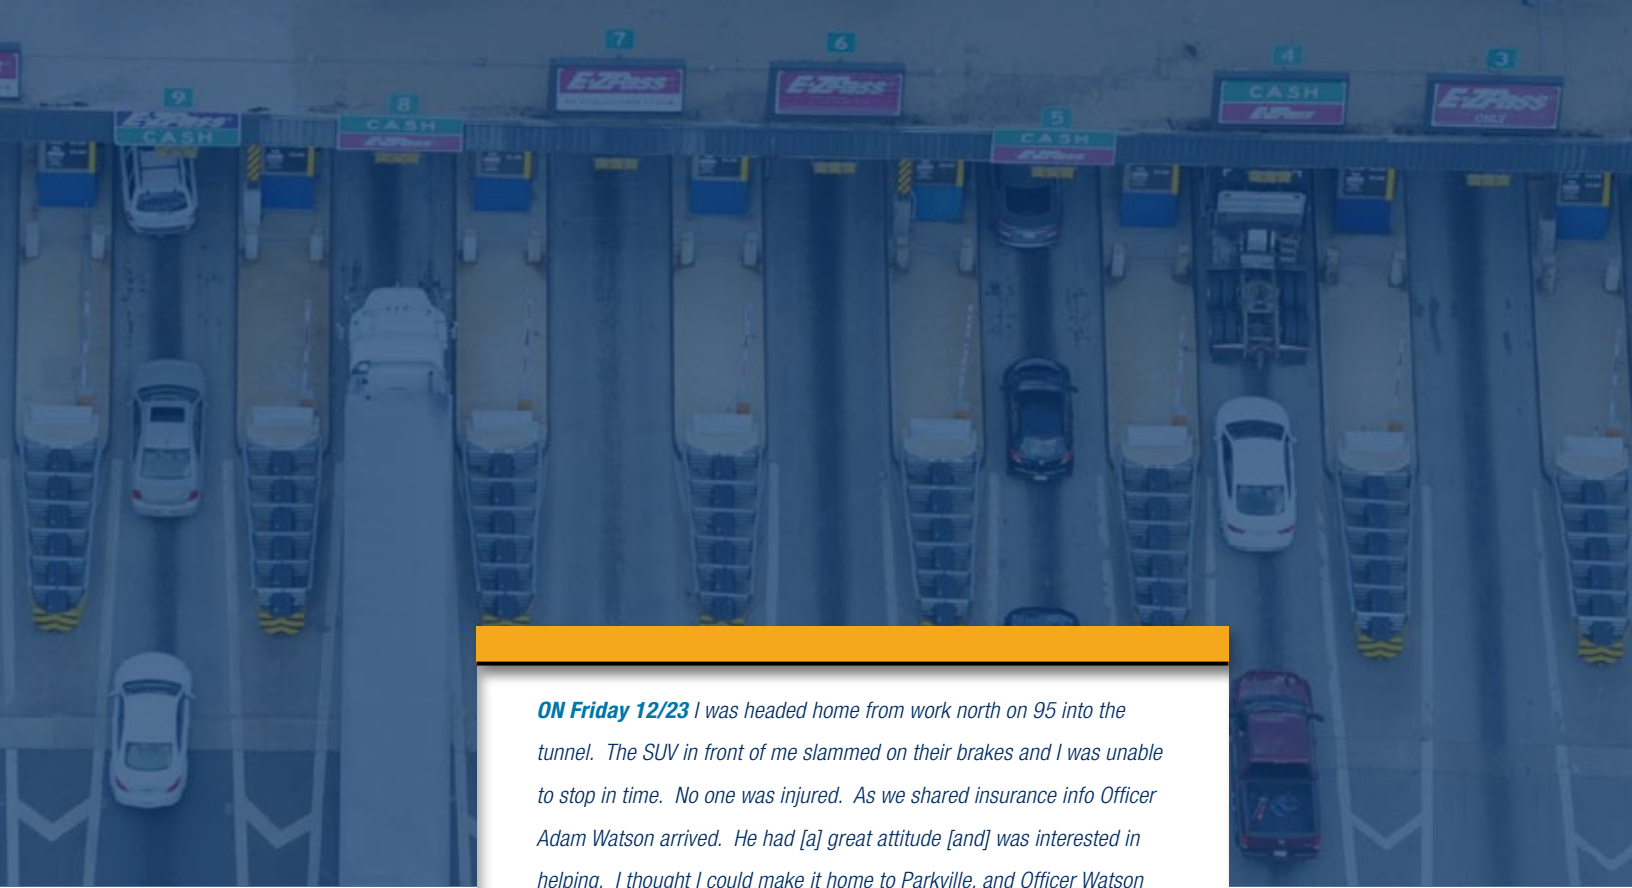 7
6
4
3
E-ZPass
E-ZPass
CASH
E-ZPass
E-ZPass
ONLY
9
8
5
E-ZPass
CASH
CASH
E-ZPass
CASH
E-ZPass
ON Friday 12/23 I was headed home from work north on 95 into the
tunnel. The SUV in front of me slammed on their brakes and I was unable
to stop in time. No one was injured. As we shared insurance info Officer
Adam Watson arrived. He had [a] great attitude [and] was interested in
helping. I thought I could make it home to Parkville, and Officer Watson